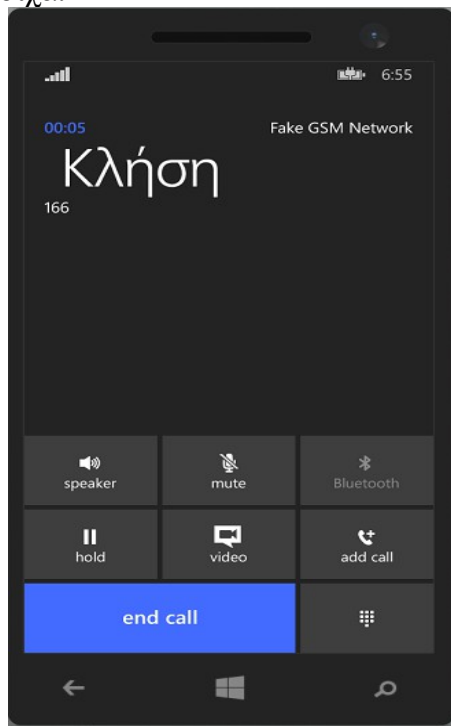 6:55
00:05 Fake GSM Network
Κλήση
166
speaker mute Bluetooth
hold video add call
end call